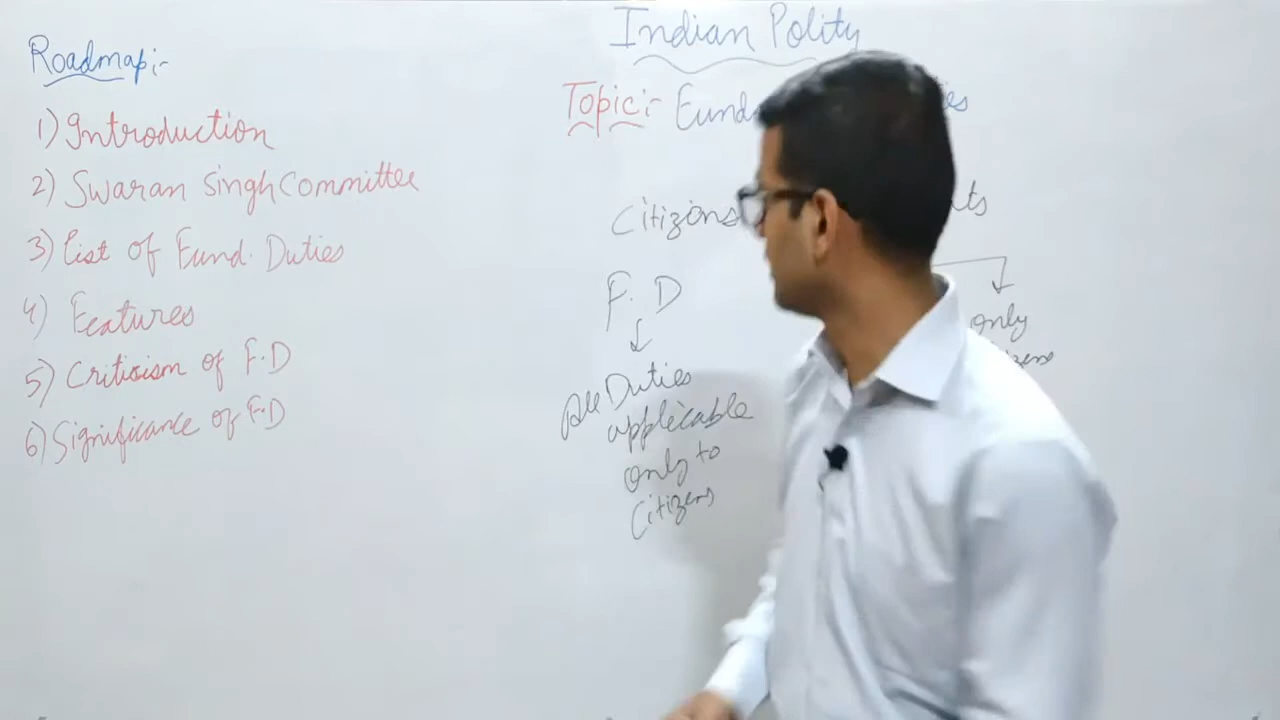 Roadmap:-
1) Introduction
2) Swaran Singh Committee
3) List of Fund. Duties
4) Features
5) Criticism of F.D
6) Significance of F.D
Indian Polity
Topic:- Fund
Citizens
F. D
All Duties
applicable
only to
Citizens
only